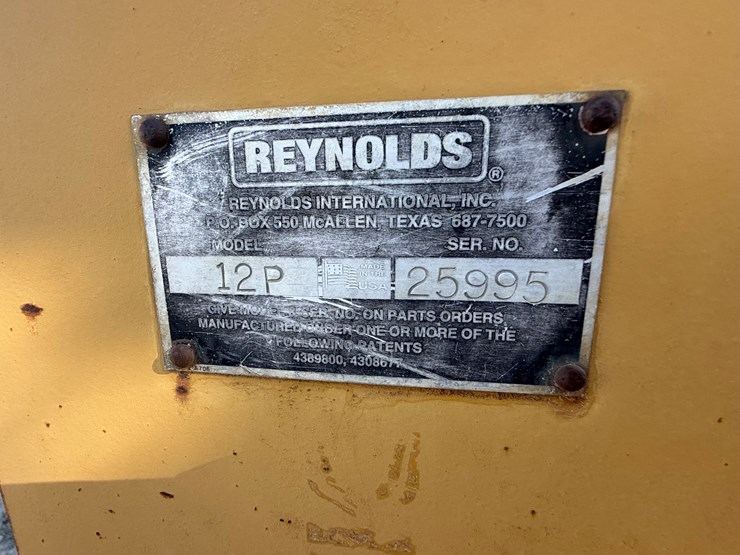 REYNOLDS ®
REYNOLDS INTERNATIONAL, INC.
P.O. BOX 550 McALLEN, TEXAS 687-7500
MODEL SER. NO.
12P MADE IN THE USA 25995
GIVE MODEL & SER. NO. ON PARTS ORDERS
MANUFACTURED UNDER ONE OR MORE OF THE
FOLLOWING PATENTS
4389800, 4308677